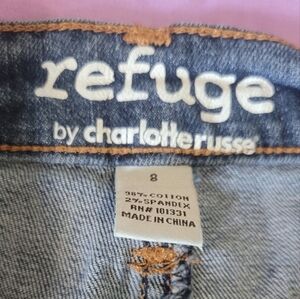 refuge
by charlotte russe
8
98% COTTON
2% SPANDEX
RN# 101331
MADE IN CHINA